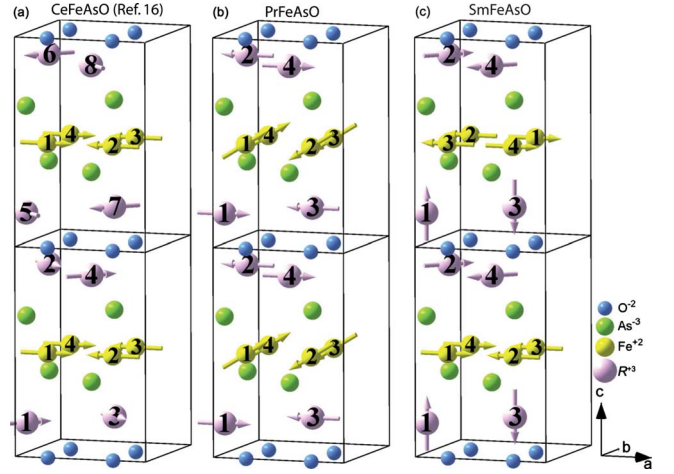 (a) CeFeAsO (Ref. 16) (b) PrFeAsO (c) SmFeAsO
6 8 2 4 2 4
1 4 2 3 1 4 2 3 3 2 4 1
5 7 1 3 1 3
2 4 2 4 2 4
1 4 2 3 1 4 2 3 1 4 2 3
1 3 1 3 1 3
O⁻²
As⁻³
Fe⁺²
R⁺³
c
b
a